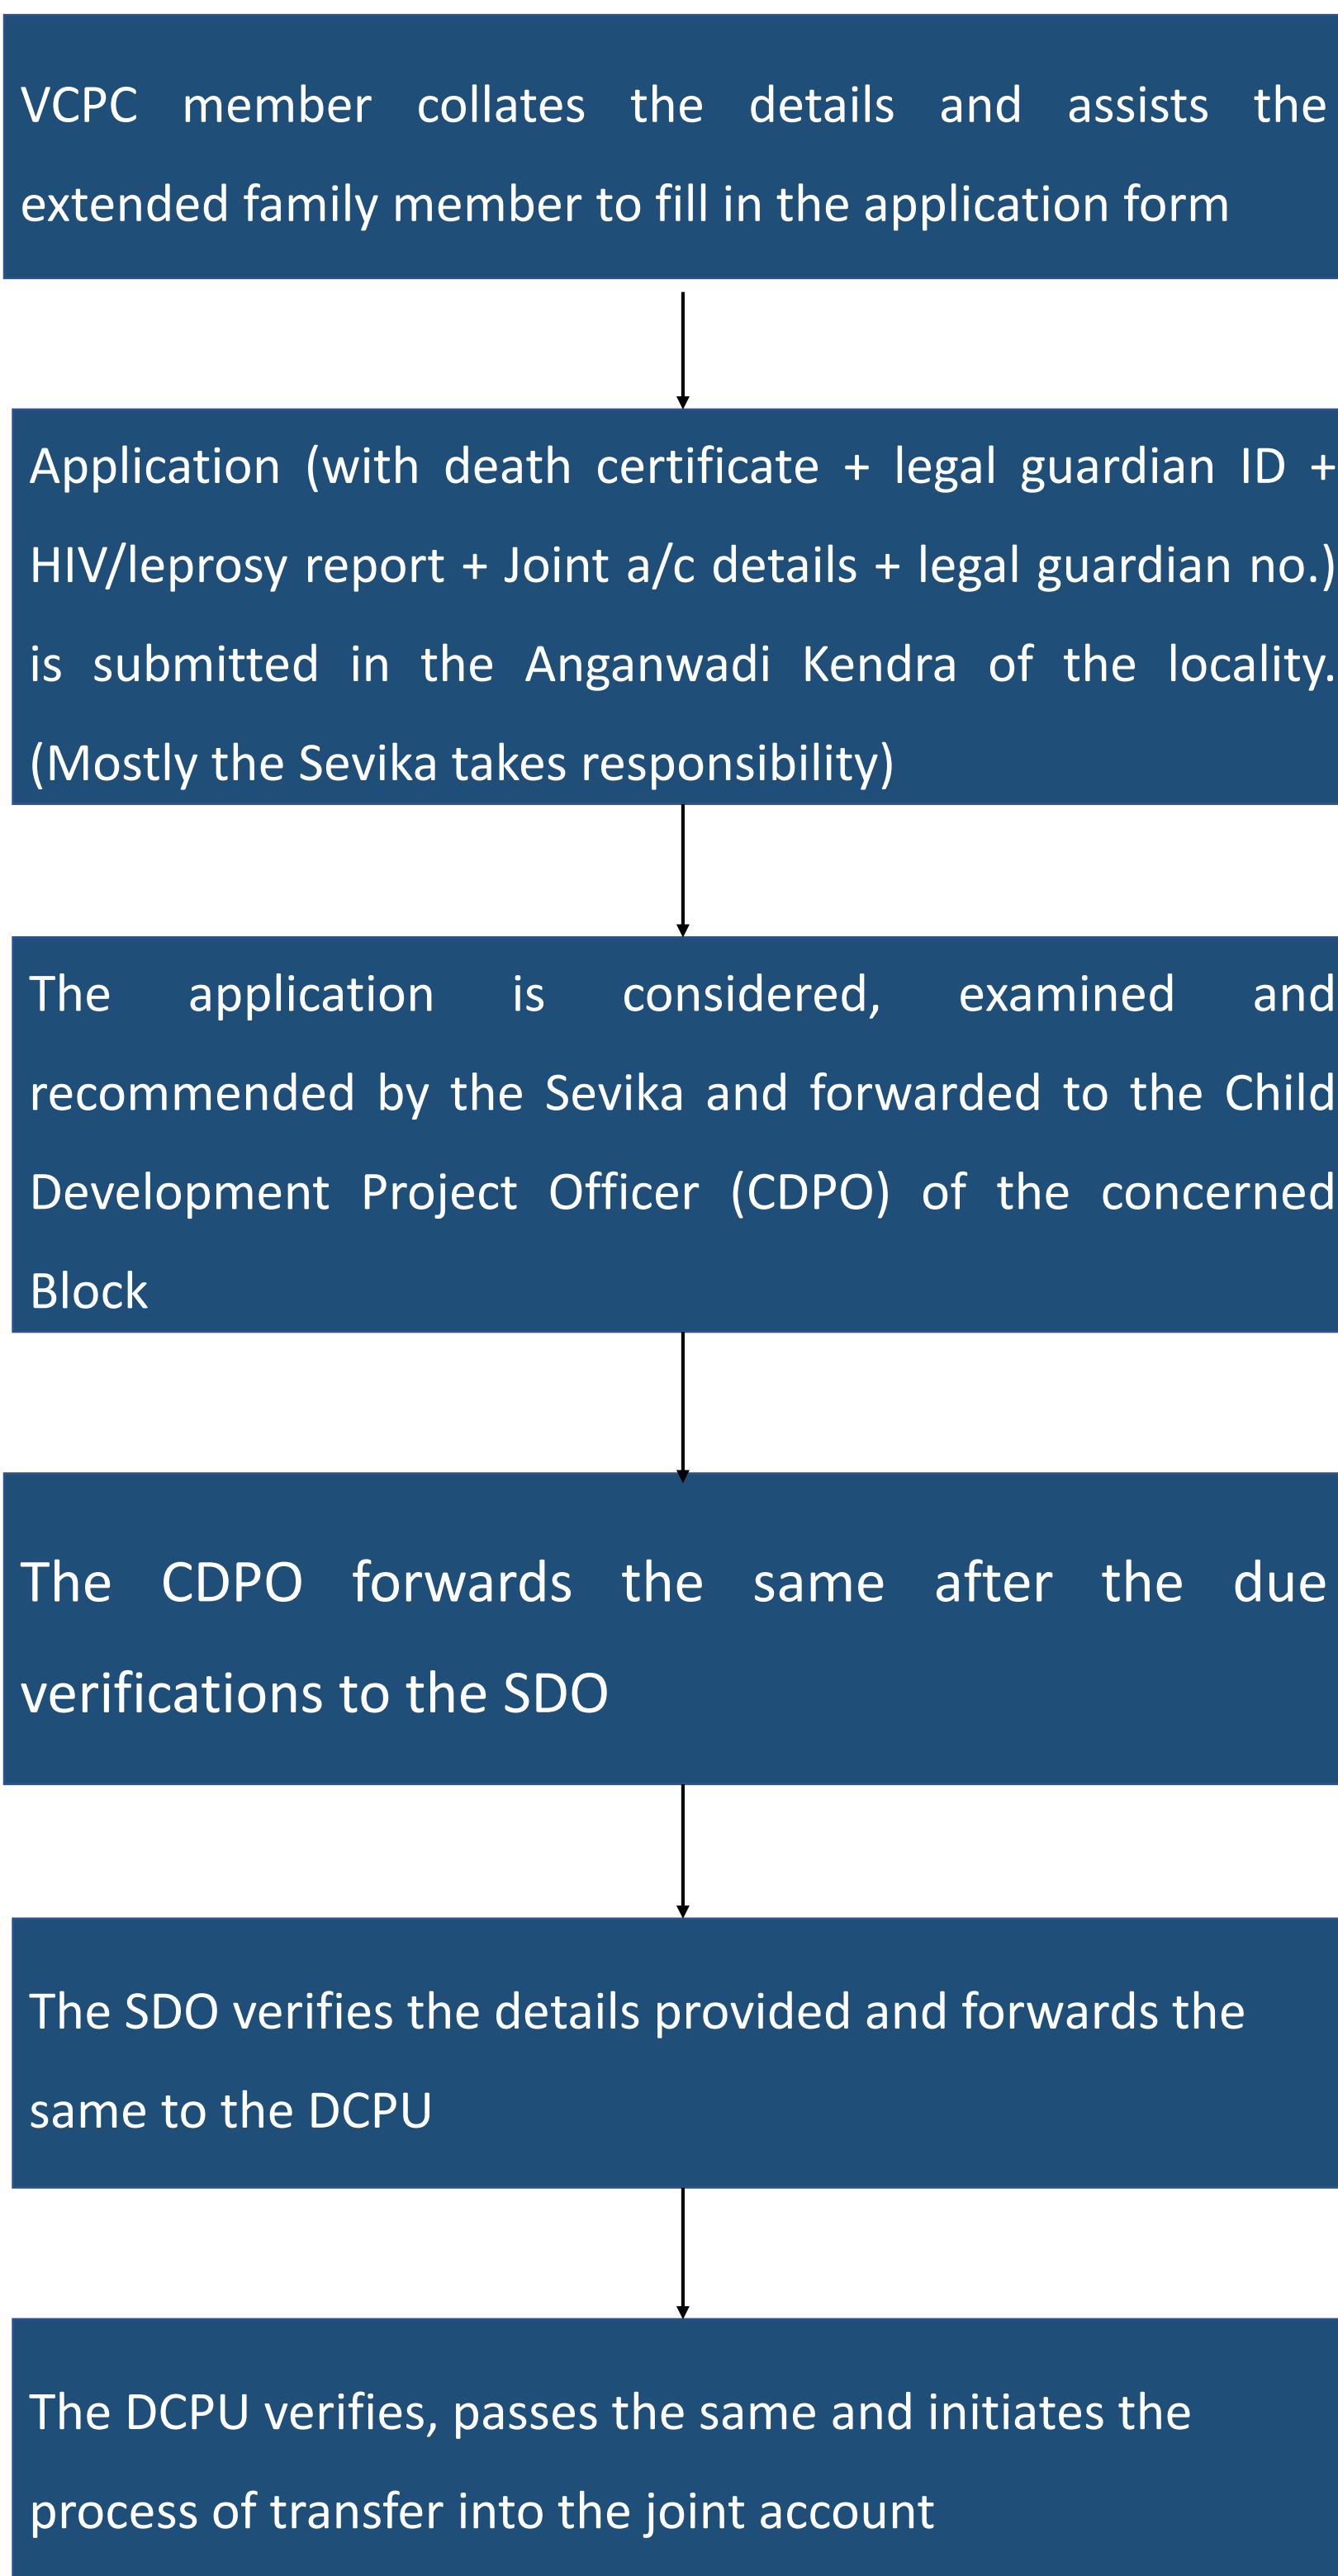 VCPC member collates the details and assists the
extended family member to fill in the application form
Application (with death certificate + legal guardian ID +
HIV/leprosy report + Joint a/c details + legal guardian no.)
is submitted in the Anganwadi Kendra of the locality.
(Mostly the Sevika takes responsibility)
The application is considered, examined and
recommended by the Sevika and forwarded to the Child
Development Project Officer (CDPO) of the concerned
Block
The CDPO forwards the same after the due
verifications to the SDO
The SDO verifies the details provided and forwards the
same to the DCPU
The DCPU verifies, passes the same and initiates the
process of transfer into the joint account